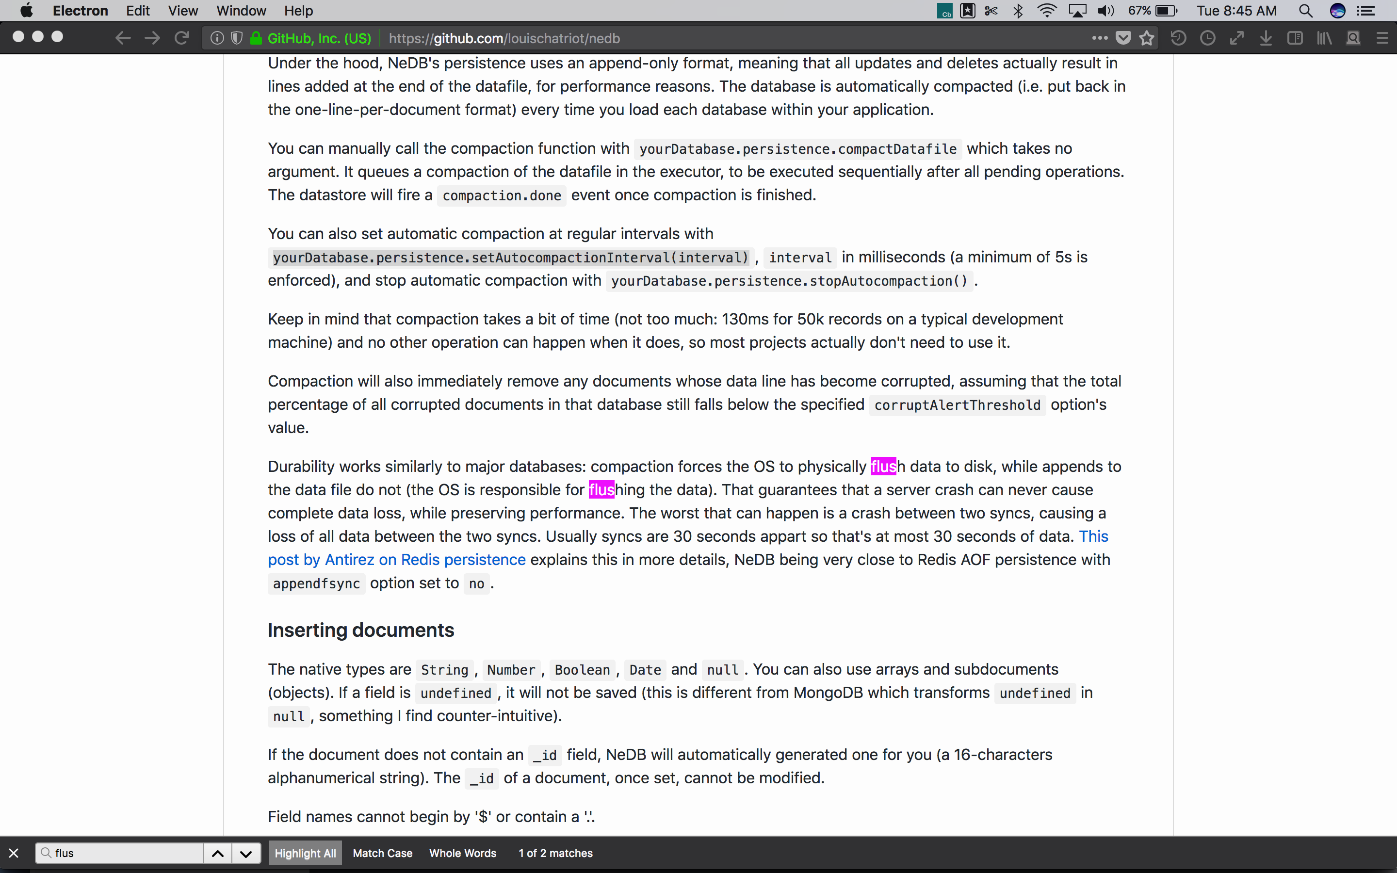 Electron Edit View Window Help 67% Tue 8:45 AM
GitHub, Inc. (US) https://github.com/louischatriot/nedb
Under the hood, NeDB's persistence uses an append-only format, meaning that all updates and deletes actually result in
lines added at the end of the datafile, for performance reasons. The database is automatically compacted (i.e. put back in
the one-line-per-document format) every time you load each database within your application.
You can manually call the compaction function with yourDatabase.persistence.compactDatafile which takes no
argument. It queues a compaction of the datafile in the executor, to be executed sequentially after all pending operations.
The datastore will fire a compaction.done event once compaction is finished.
You can also set automatic compaction at regular intervals with
yourDatabase.persistence.setAutocompactionInterval(interval) , interval in milliseconds (a minimum of 5s is
enforced), and stop automatic compaction with yourDatabase.persistence.stopAutocompaction() .
Keep in mind that compaction takes a bit of time (not too much: 130ms for 50k records on a typical development
machine) and no other operation can happen when it does, so most projects actually don't need to use it.
Compaction will also immediately remove any documents whose data line has become corrupted, assuming that the total
percentage of all corrupted documents in that database still falls below the specified corruptAlertThreshold option's
value.
Durability works similarly to major databases: compaction forces the OS to physically flush data to disk, while appends to
the data file do not (the OS is responsible for flushing the data). That guarantees that a server crash can never cause
complete data loss, while preserving performance. The worst that can happen is a crash between two syncs, causing a
loss of all data between the two syncs. Usually syncs are 30 seconds appart so that's at most 30 seconds of data. This
post by Antirez on Redis persistence explains this in more details, NeDB being very close to Redis AOF persistence with
appendfsync option set to no .
Inserting documents
The native types are String , Number , Boolean , Date and null . You can also use arrays and subdocuments
(objects). If a field is undefined , it will not be saved (this is different from MongoDB which transforms undefined in
null , something I find counter-intuitive).
If the document does not contain an _id field, NeDB will automatically generated one for you (a 16-characters
alphanumerical string). The _id of a document, once set, cannot be modified.
Field names cannot begin by '$' or contain a '.'.
flus Highlight All Match Case Whole Words 1 of 2 matches